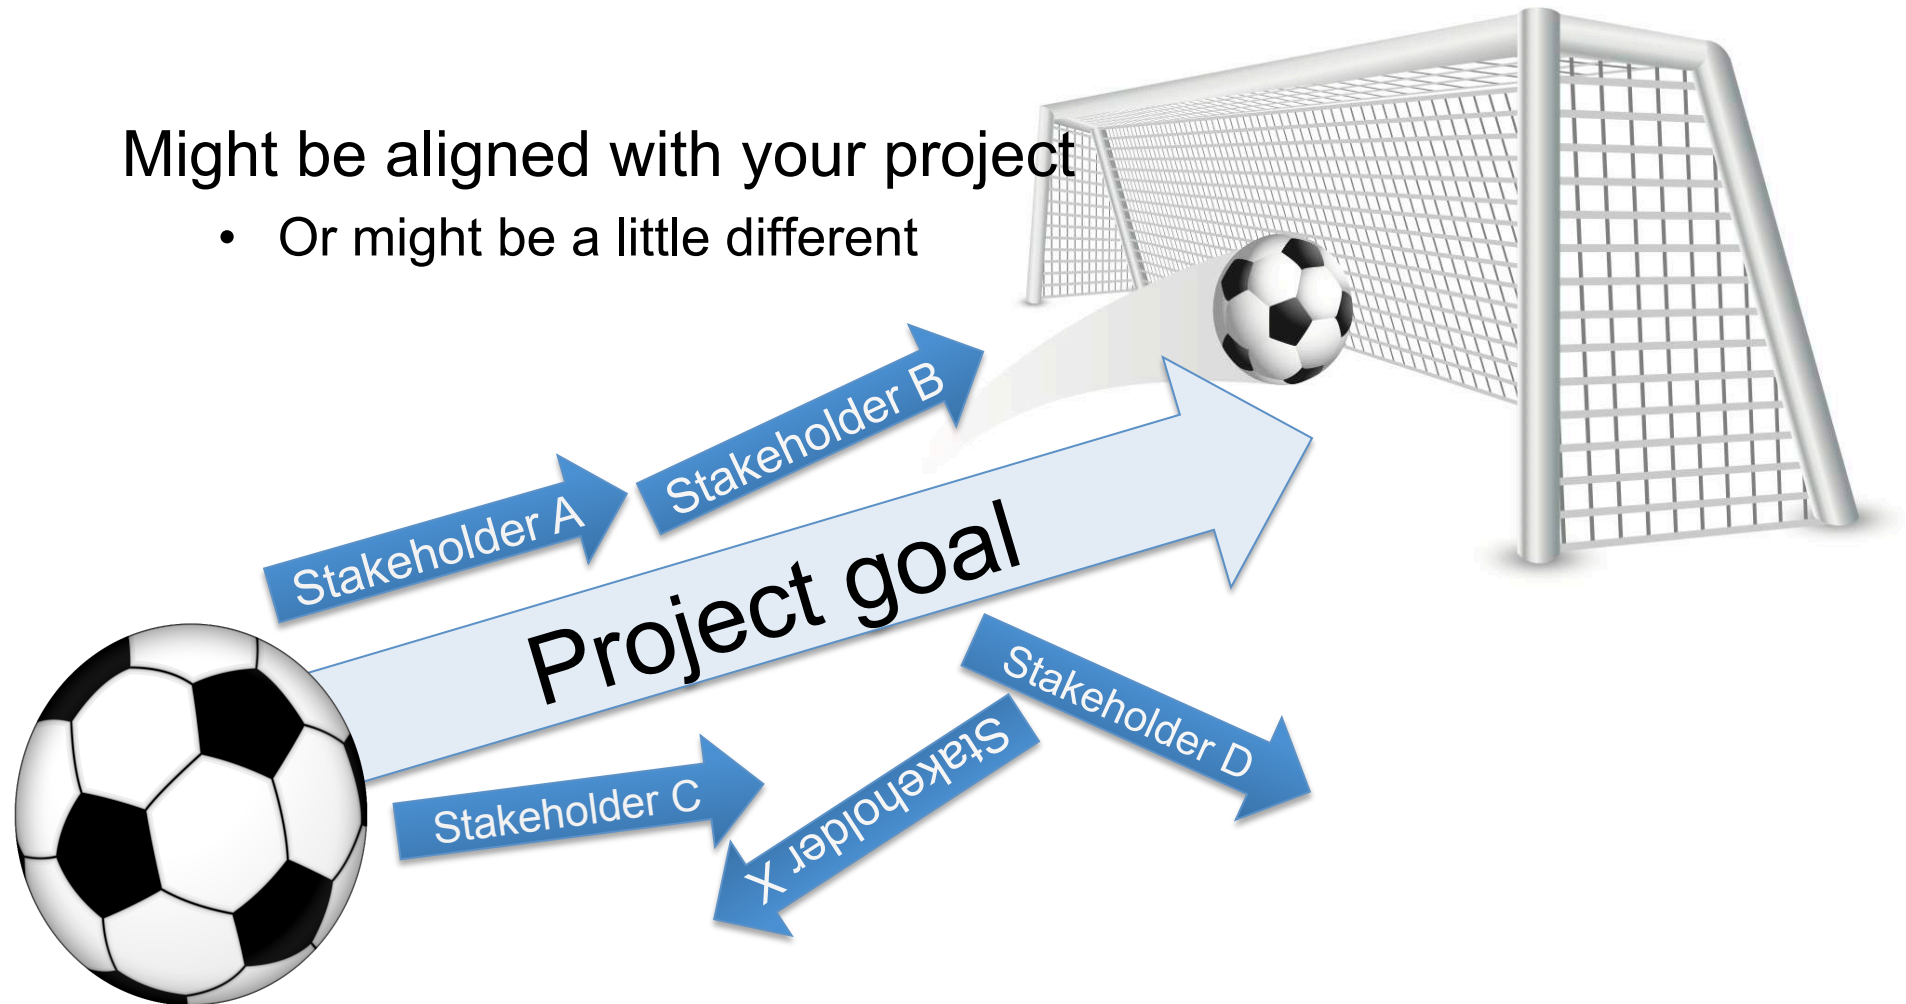 Might be aligned with your project
• Or might be a little different
Stakeholder A
Stakeholder B
Project goal
Stakeholder C
Stakeholder X
Stakeholder D